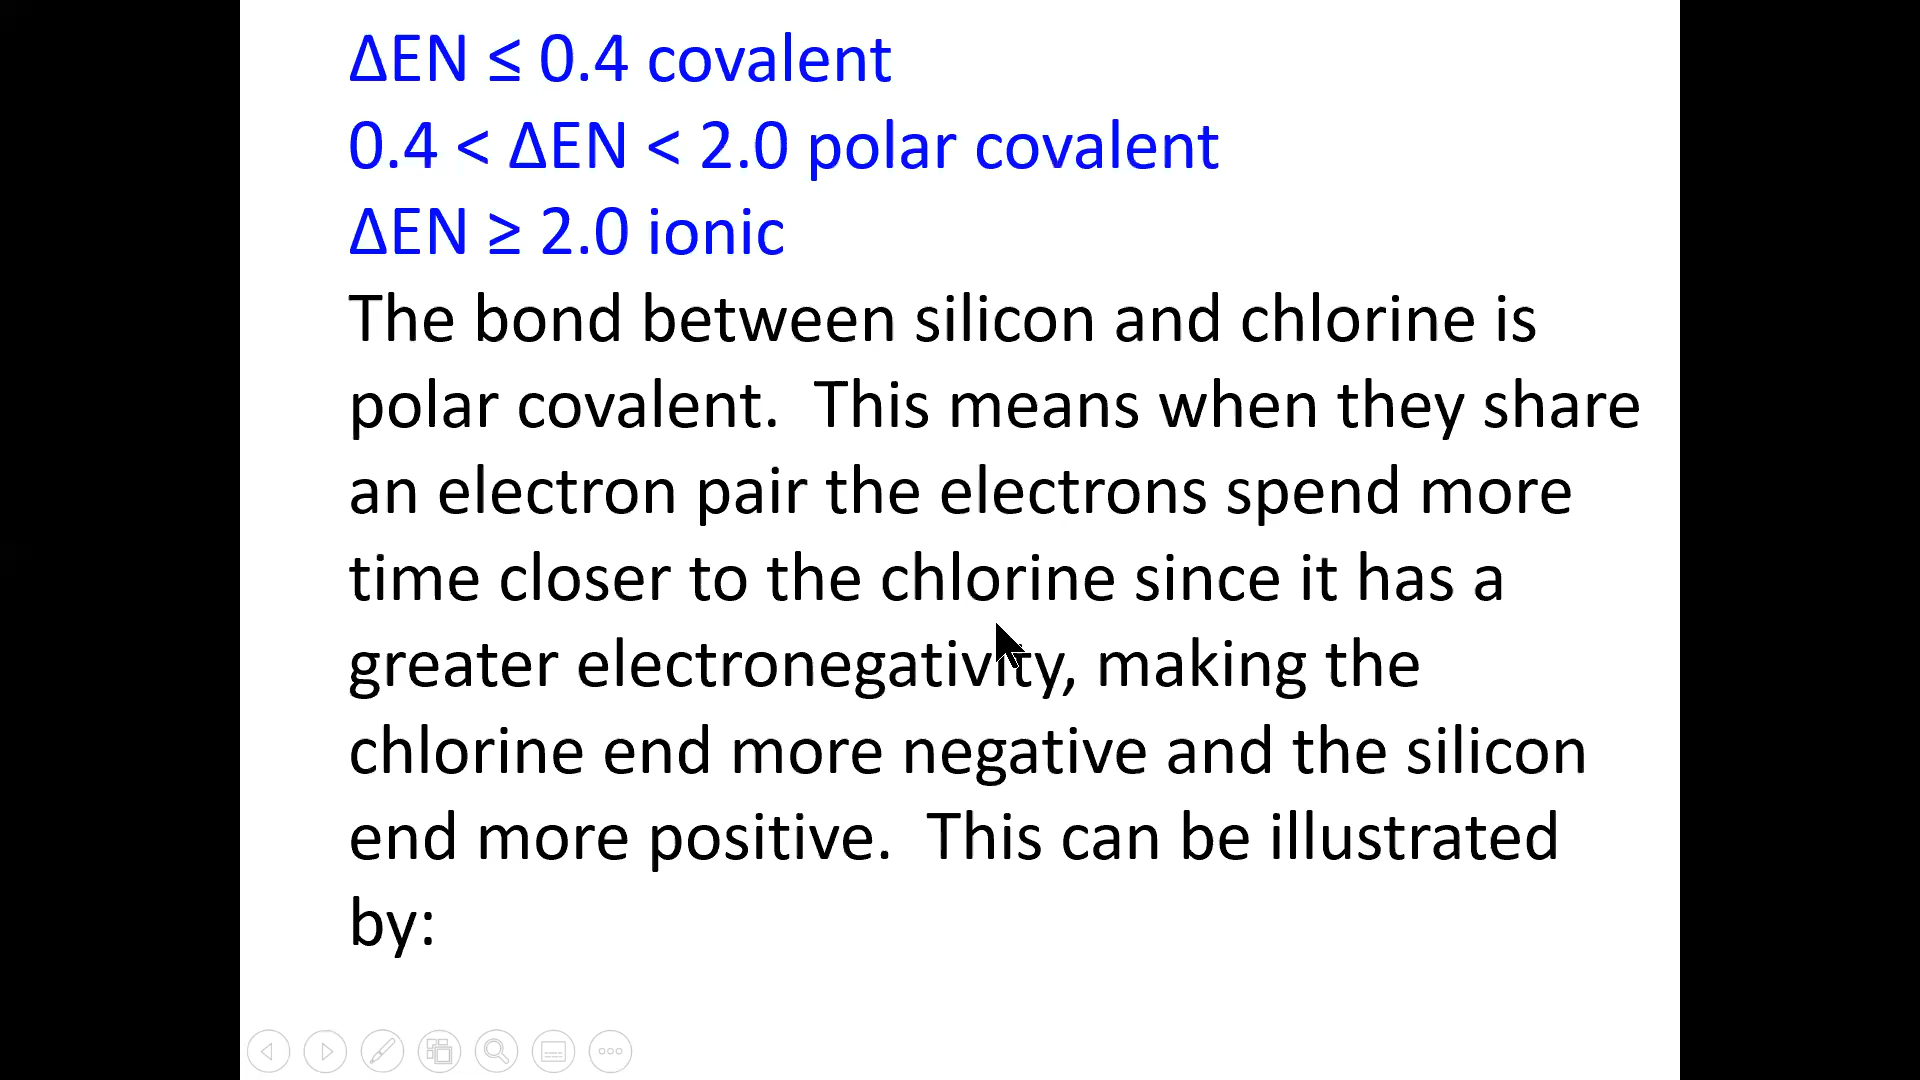 ΔEN ≤ 0.4 covalent
0.4 < ΔEN < 2.0 polar covalent
ΔEN ≥ 2.0 ionic
The bond between silicon and chlorine is
polar covalent.  This means when they share
an electron pair the electrons spend more
time closer to the chlorine since it has a
greater electronegativity, making the
chlorine end more negative and the silicon
end more positive.  This can be illustrated
by: